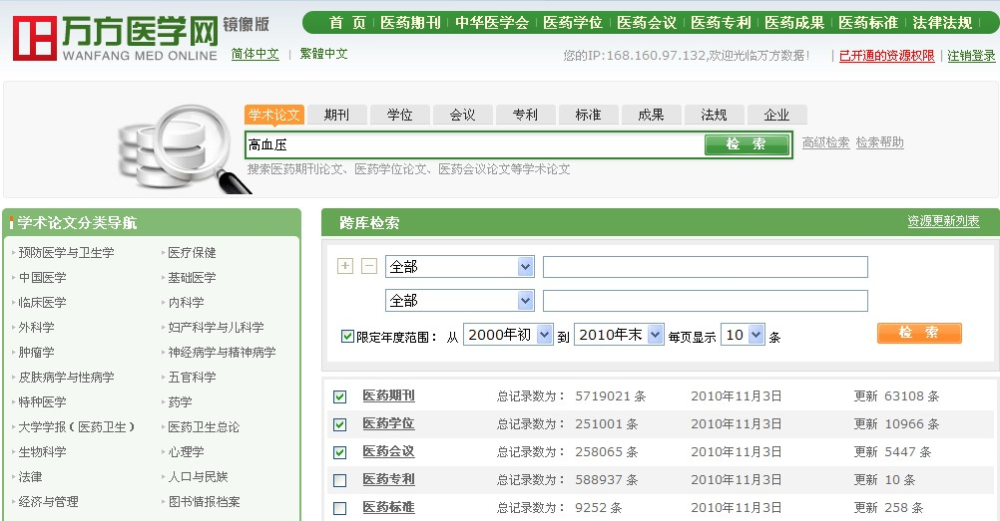 万方医学网 镜像版
WANFANG MED ONLINE
简体中文 | 繁體中文
首 页 | 医药期刊 | 中华医学会 | 医药学位 | 医药会议 | 医药专利 | 医药成果 | 医药标准 | 法律法规
您的IP:168.160.97.132,欢迎光临万方数据! | 已开通的资源权限 | 注销登录
学术论文 期刊 学位 会议 专利 标准 成果 法规 企业
高血压 检 索 高级检索 检索帮助
搜索医药期刊论文、医药学位论文、医药会议论文等学术论文
学术论文分类导航
预防医学与卫生学 医疗保健
中国医学 基础医学
临床医学 内科学
外科学 妇产科学与儿科学
肿瘤学 神经病学与精神病学
皮肤病学与性病学 五官科学
特种医学 药学
大学学报(医药卫生) 医药卫生总论
生物科学 心理学
法律 人口与民族
经济与管理 图书情报档案
跨库检索 资源更新列表
全部
全部
限定年度范围: 从 2000年初 到 2010年末 每页显示 10 条 检 索
医药期刊 总记录数为: 5719021 条 2010年11月3日 更新 63108 条
医药学位 总记录数为: 251001 条 2010年11月3日 更新 10966 条
医药会议 总记录数为: 258065 条 2010年11月3日 更新 5447 条
医药专利 总记录数为: 588937 条 2010年11月3日 更新 10 条
医药标准 总记录数为: 9252 条 2010年11月3日 更新 258 条